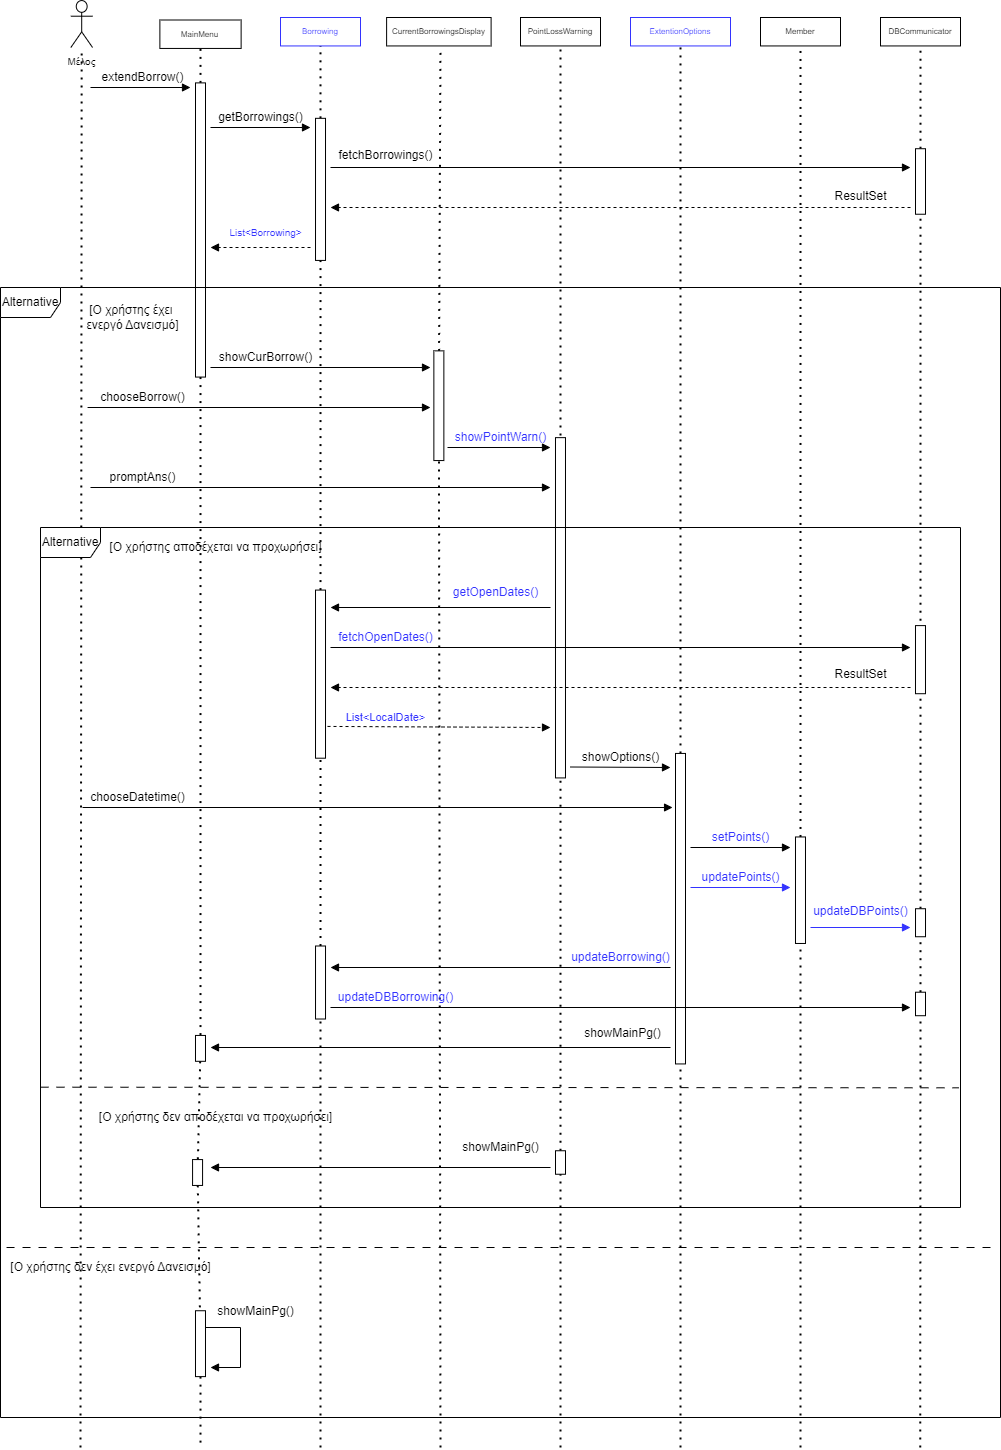 MainMenu
Borrowing
CurrentBorrowingsDisplay
PointLossWarning
ExtentionOptions
Member
DBCommunicator
Μέλος
extendBorrow()
getBorrowings()
fetchBorrowings()
ResultSet
List<Borrowing>
Alternative
[Ο χρήστης έχει
ενεργό Δανεισμό]
showCurBorrow()
chooseBorrow()
showPointWarn()
promptAns()
Alternative
[Ο χρήστης αποδέχεται να προχωρήσει]
getOpenDates()
fetchOpenDates()
ResultSet
List<LocalDate>
showOptions()
chooseDatetime()
setPoints()
updatePoints()
updateDBPoints()
updateBorrowing()
updateDBBorrowing()
showMainPg()
[Ο χρήστης δεν αποδέχεται να προχωρήσει]
showMainPg()
[Ο χρήστης δεν έχει ενεργό Δανεισμό]
showMainPg()